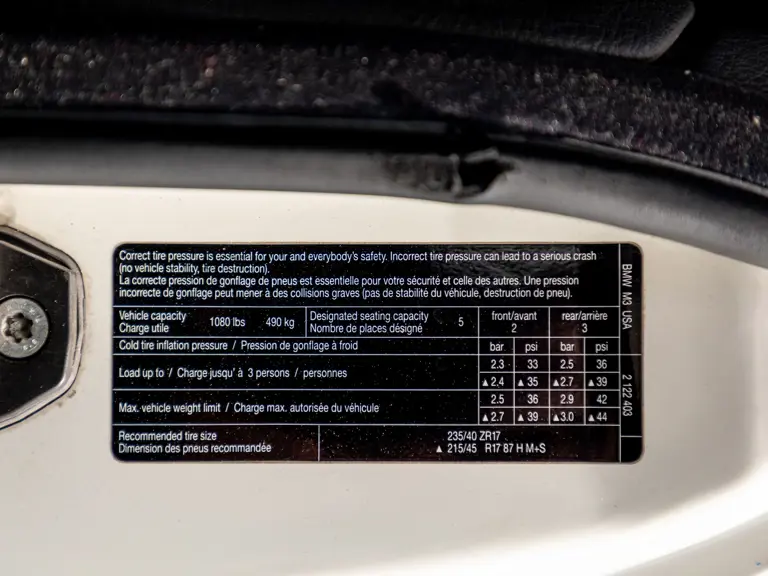 Correct tire pressure is essential for your and everybody's safety. Incorrect tire pressure can lead to a serious crash
(no vehicle stability, tire destruction).
La correcte pression de gonflage de pneus est essentielle pour votre sécurité et celle des autres. Une pression
incorrecte de gonflage peut mener à des collisions graves (pas de stabilité du véhicule, destruction de pneu).
Vehicle capacity 1080 lbs 490 kg Designated seating capacity 5 front/avant rear/arrière
Charge utile Nombre de places désigné 2 3
Cold tire inflation pressure / Pression de gonflage à froid bar psi bar psi
Load up to / Charge jusqu' à 3 persons / personnes 2.3 33 2.5 36
▲2.4 ▲35 ▲2.7 ▲39
Max. vehicle weight limit / Charge max. autorisée du véhicule 2.5 36 2.9 42
▲2.7 ▲39 ▲3.0 ▲44
Recommended tire size 235/40 ZR17
Dimension des pneus recommandée ▲ 215/45 R17 87 H M+S
BMW M3 USA
2 122 403